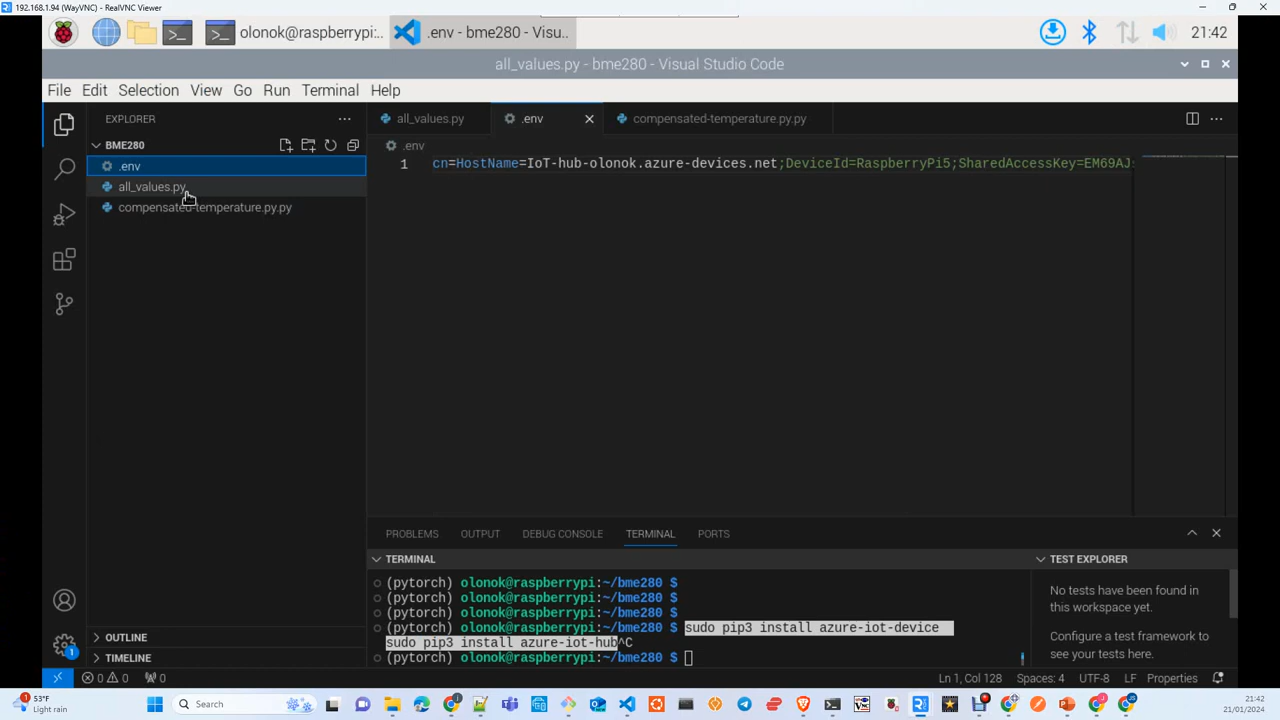 192.168.1.94 (WayVNC) - RealVNC Viewer
olonok@raspberrypi:.. .env - bme280 - Visu.. 21:42
all_values.py - bme280 - Visual Studio Code
File Edit Selection View Go Run Terminal Help
EXPLORER all_values.py .env compensated-temperature.py.py
BME280 .env
.env 1 cn=HostName=IoT-hub-olonok.azure-devices.net;DeviceId=RaspberryPi5;SharedAccessKey=EM69AJ
all_values.py
compensated-temperature.py.py
PROBLEMS OUTPUT DEBUG CONSOLE TERMINAL PORTS
TERMINAL TEST EXPLORER
(pytorch) olonok@raspberrypi:~/bme280 $
(pytorch) olonok@raspberrypi:~/bme280 $
(pytorch) olonok@raspberrypi:~/bme280 $
(pytorch) olonok@raspberrypi:~/bme280 $ sudo pip3 install azure-iot-device
sudo pip3 install azure-iot-hub^C
(pytorch) olonok@raspberrypi:~/bme280 $
No tests have been found in
this workspace yet.
Configure a test framework to
see your tests here.
OUTLINE
TIMELINE
1
0 0 0 Ln 1, Col 128 Spaces: 4 UTF-8 LF Properties
53°F
Light rain
Search
21:42
21/01/2024